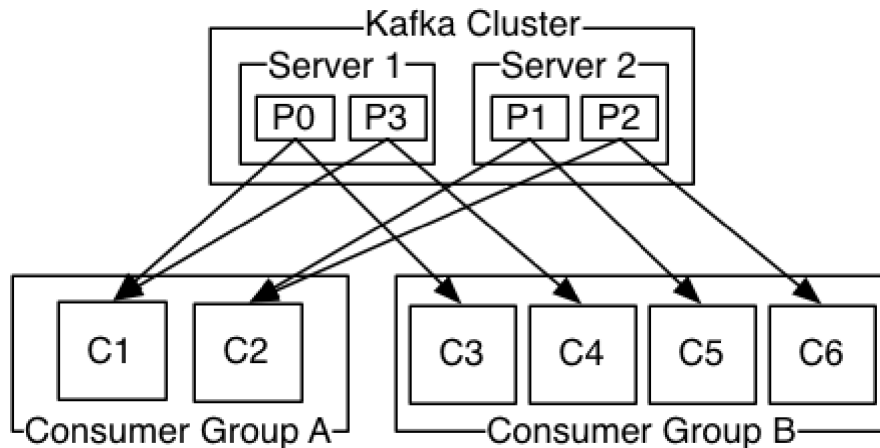 Kafka Cluster
Server 1
Server 2
P0
P3
P1
P2
C1
C2
C3
C4
C5
C6
Consumer Group A
Consumer Group B